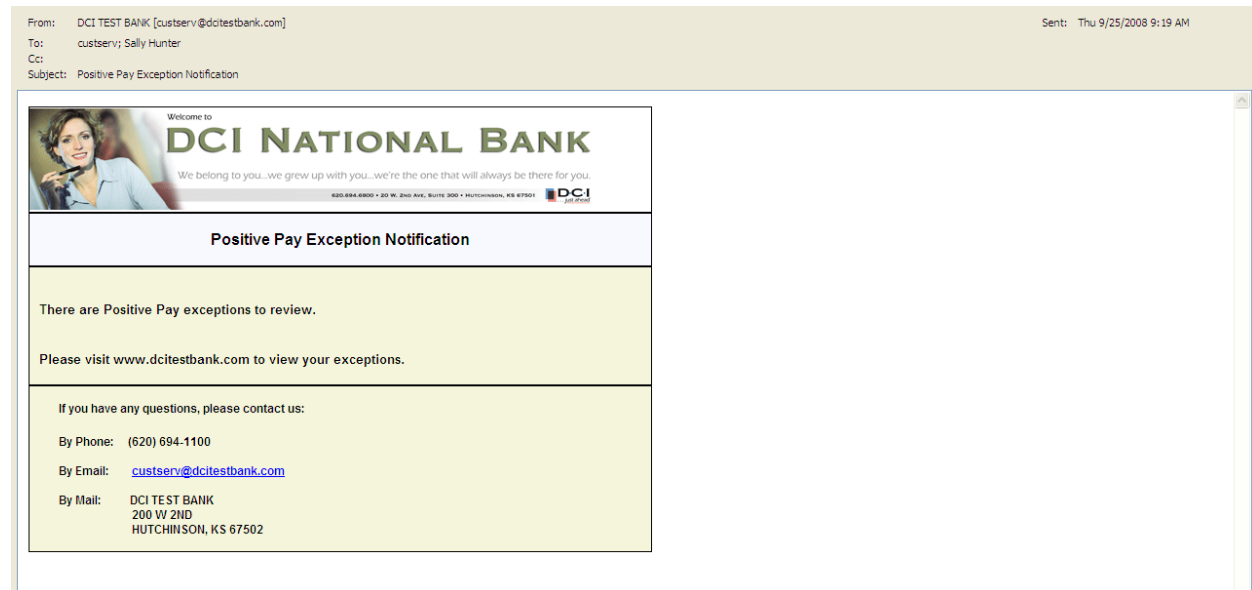 From: DCI TEST BANK [custserv@dcitestbank.com] Sent: Thu 9/25/2008 9:19 AM
To: custserv; Sally Hunter
Cc:
Subject: Positive Pay Exception Notification
Welcome to
DCI NATIONAL BANK
We belong to you...we grew up with you...we're the one that will always be there for you.
620.694.6800 • 20 W. 2ND AVE, SUITE 300 • HUTCHINSON, KS 67501 DCI
just ahead
Positive Pay Exception Notification
There are Positive Pay exceptions to review.
Please visit www.dcitestbank.com to view your exceptions.
If you have any questions, please contact us:
By Phone: (620) 694-1100
By Email: custserv@dcitestbank.com
By Mail: DCI TEST BANK
200 W 2ND
HUTCHINSON, KS 67502